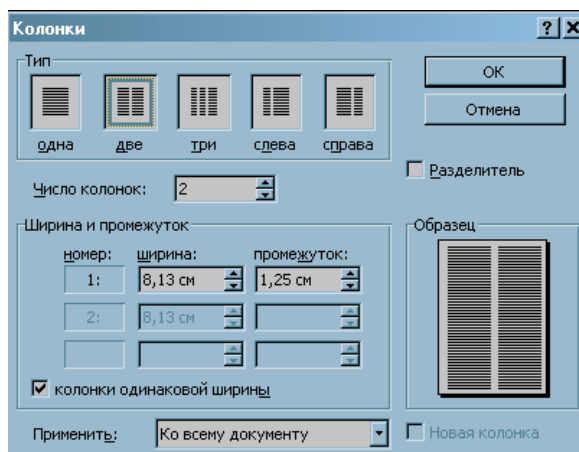 Колонки
Тип
одна две три слева справа
ОК
Отмена
Число колонок: 2
Разделитель
Ширина и промежуток
номер: ширина: промежуток:
1: 8,13 см 1,25 см
2: 8,13 см
колонки одинаковой ширины
Образец
Применить: Ко всему документу
Новая колонка